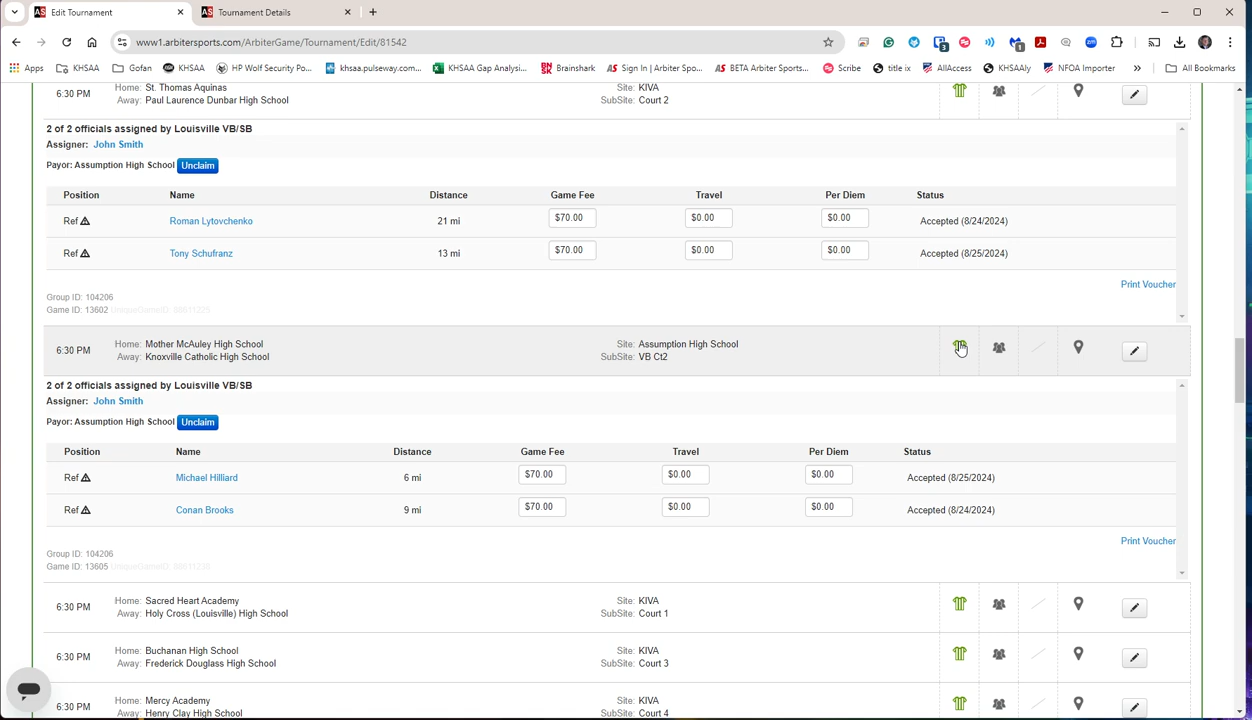 Edit Tournament
Tournament Details
www1.arbitersports.com/ArbiterGame/Tournament/Edit/81542
Apps KHSAA Gofan KHSAA HP Wolf Security Po... khsaa.pulseway.com... KHSAA Gap Analysi... Brainshark Sign In | Arbiter Spo... BETA Arbiter Sports... Scribe title ix AllAccess KHSAAly NFOA Importer » All Bookmarks
6:30 PM Home: St. Thomas Aquinas Site: KIVA
Away: Paul Laurence Dunbar High School SubSite: Court 2
2 of 2 officials assigned by Louisville VB/SB
Assigner: John Smith
Payor: Assumption High School Unclaim
Position Name Distance Game Fee Travel Per Diem Status
Ref Roman Lytovchenko 21 mi $70.00 $0.00 $0.00 Accepted (8/24/2024)
Ref Tony Schufranz 13 mi $70.00 $0.00 $0.00 Accepted (8/25/2024)
Print Voucher
Group ID: 104206
Game ID: 13602
6:30 PM Home: Mother McAuley High School Site: Assumption High School
Away: Knoxville Catholic High School SubSite: VB Ct2
2 of 2 officials assigned by Louisville VB/SB
Assigner: John Smith
Payor: Assumption High School Unclaim
Position Name Distance Game Fee Travel Per Diem Status
Ref Michael Hilliard 6 mi $70.00 $0.00 $0.00 Accepted (8/25/2024)
Ref Conan Brooks 9 mi $70.00 $0.00 $0.00 Accepted (8/24/2024)
Print Voucher
Group ID: 104206
Game ID: 13605
6:30 PM Home: Sacred Heart Academy Site: KIVA
Away: Holy Cross (Louisville) High School SubSite: Court 1
6:30 PM Home: Buchanan High School Site: KIVA
Away: Frederick Douglass High School SubSite: Court 3
6:30 PM Home: Mercy Academy Site: KIVA
Away: Henry Clay High School SubSite: Court 4